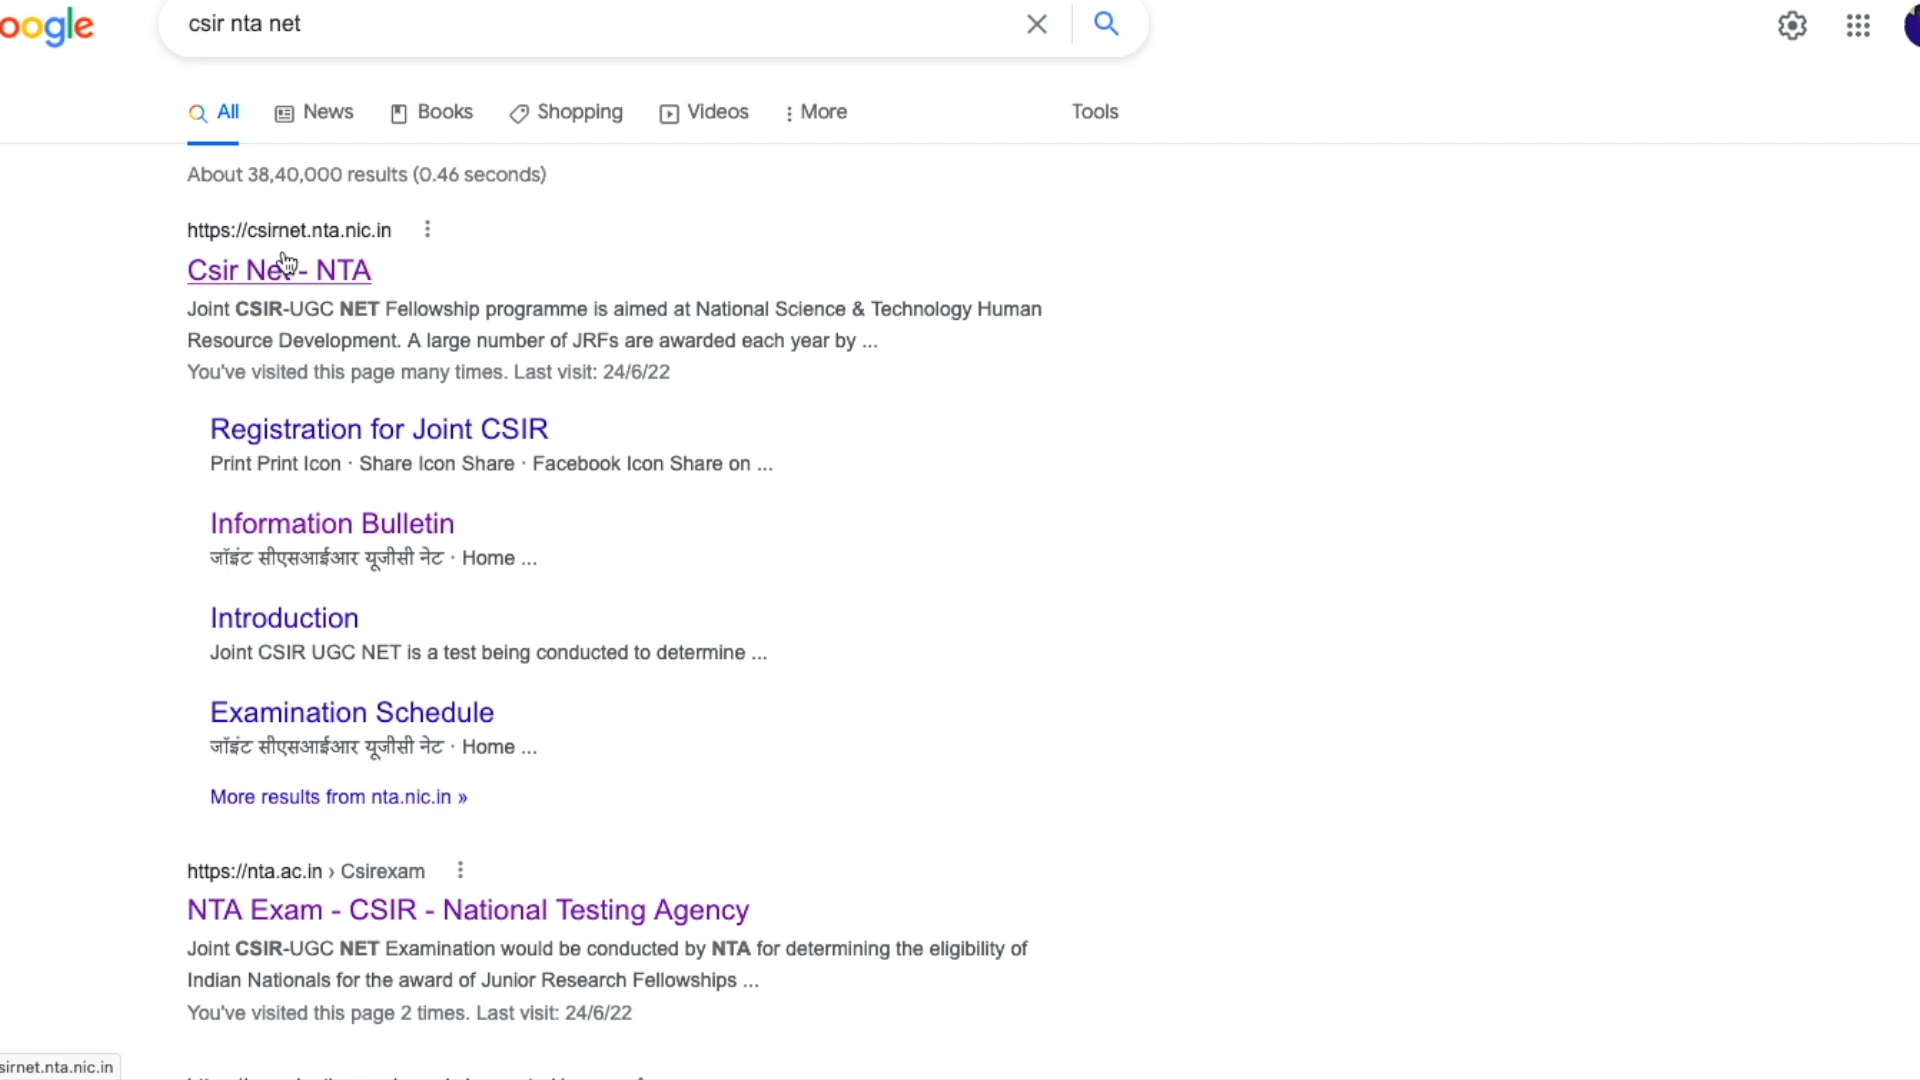 oogle
csir nta net
All News Books Shopping Videos More Tools
About 38,40,000 results (0.46 seconds)
https://csirnet.nta.nic.in
Csir Net - NTA
Joint CSIR-UGC NET Fellowship programme is aimed at National Science & Technology Human
Resource Development. A large number of JRFs are awarded each year by ...
You've visited this page many times. Last visit: 24/6/22
Registration for Joint CSIR
Print Print Icon · Share Icon Share · Facebook Icon Share on ...
Information Bulletin
जॉइंट सीएसआईआर यूजीसी नेट · Home ...
Introduction
Joint CSIR UGC NET is a test being conducted to determine ...
Examination Schedule
जॉइंट सीएसआईआर यूजीसी नेट · Home ...
More results from nta.nic.in »
https://nta.ac.in › Csirexam
NTA Exam - CSIR - National Testing Agency
Joint CSIR-UGC NET Examination would be conducted by NTA for determining the eligibility of
Indian Nationals for the award of Junior Research Fellowships ...
You've visited this page 2 times. Last visit: 24/6/22
sirnet.nta.nic.in